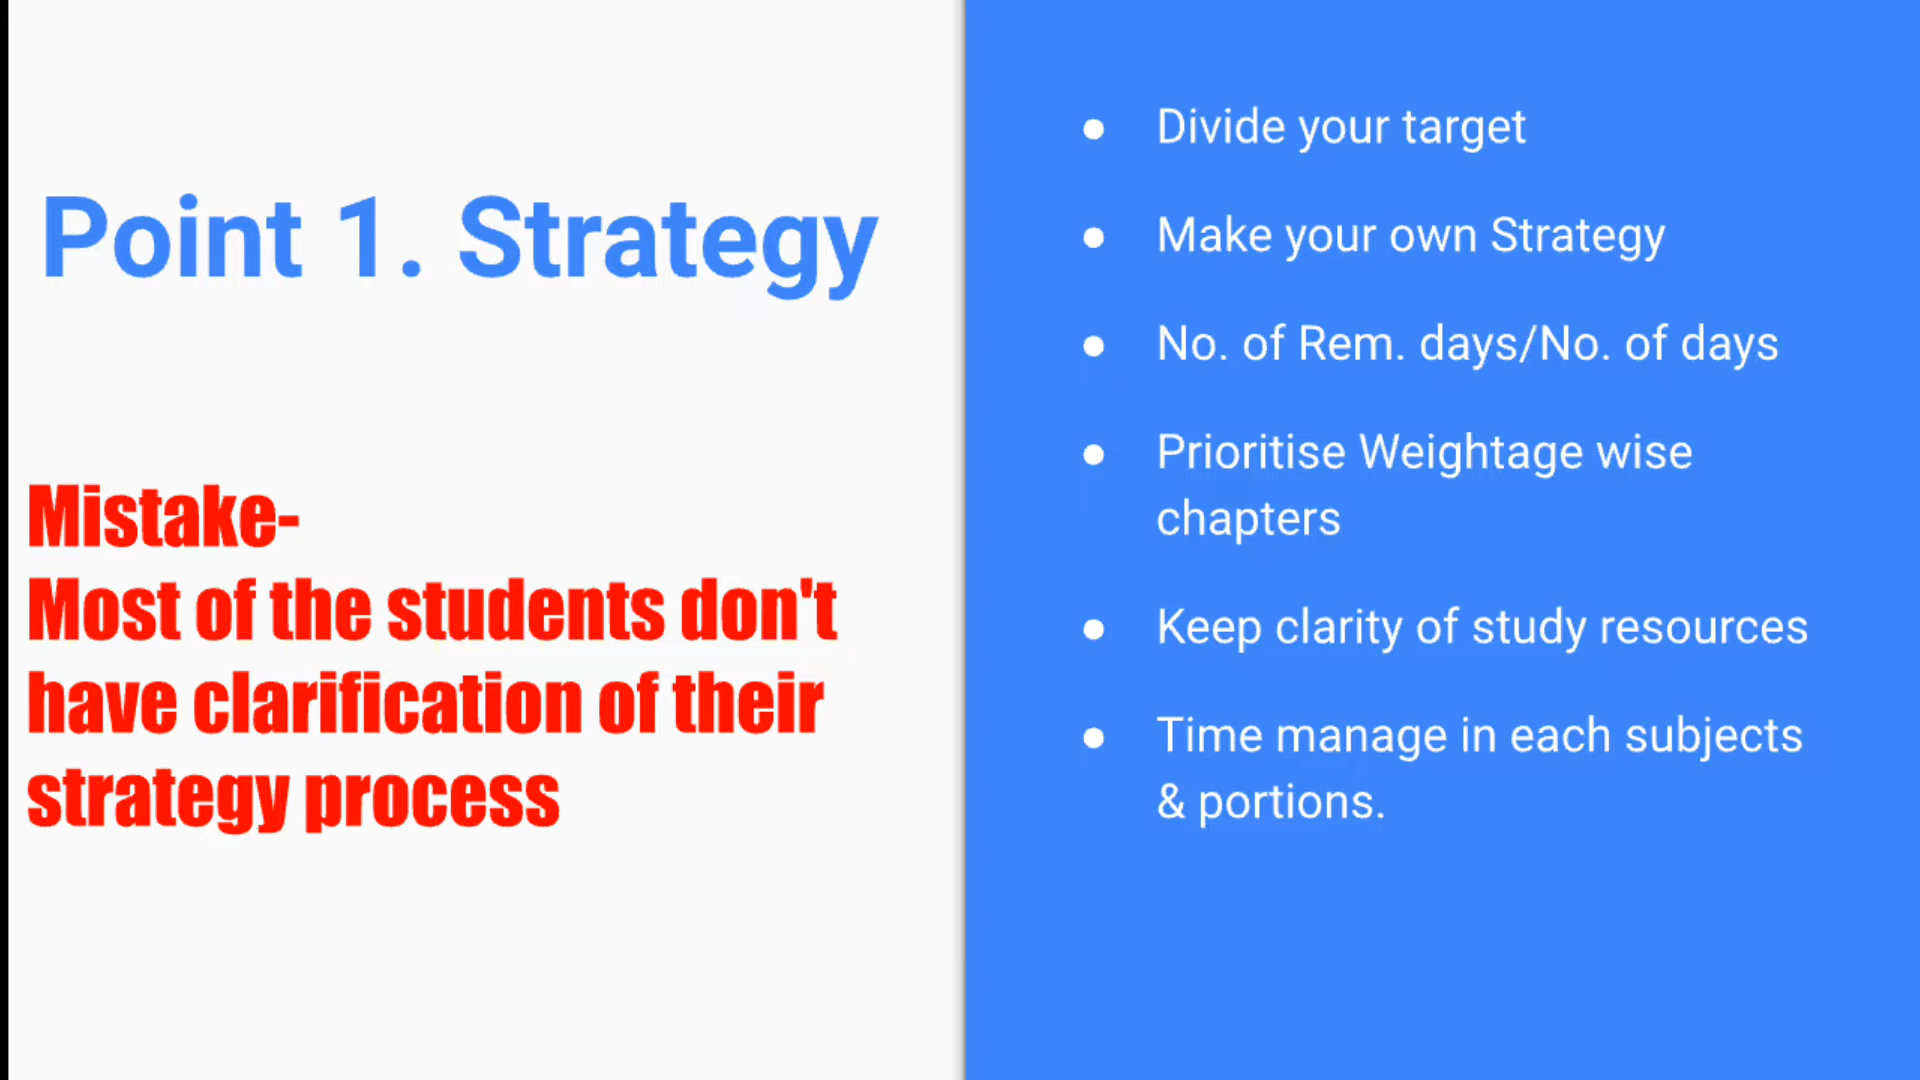 Point 1. Strategy
Mistake-
Most of the students don't
have clarification of their
strategy process
● Divide your target
● Make your own Strategy
● No. of Rem. days/No. of days
● Prioritise Weightage wise
chapters
● Keep clarity of study resources
● Time manage in each subjects
& portions.